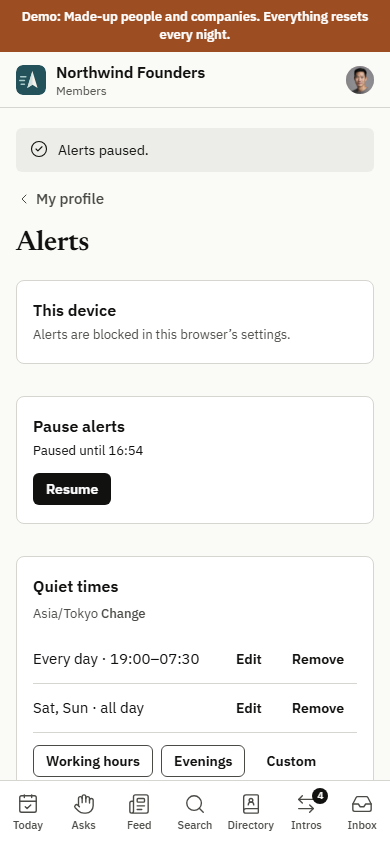 Demo: Made-up people and companies. Everything resets
every night.
Northwind Founders
Members
Alerts paused.
My profile
Alerts
This device
Alerts are blocked in this browser’s settings.
Pause alerts
Paused until 16:54
Resume
Quiet times
Asia/Tokyo Change
Every day · 19:00–07:30 Edit Remove
Sat, Sun · all day Edit Remove
Working hours Evenings Custom
4
Today Asks Feed Search Directory Intros Inbox